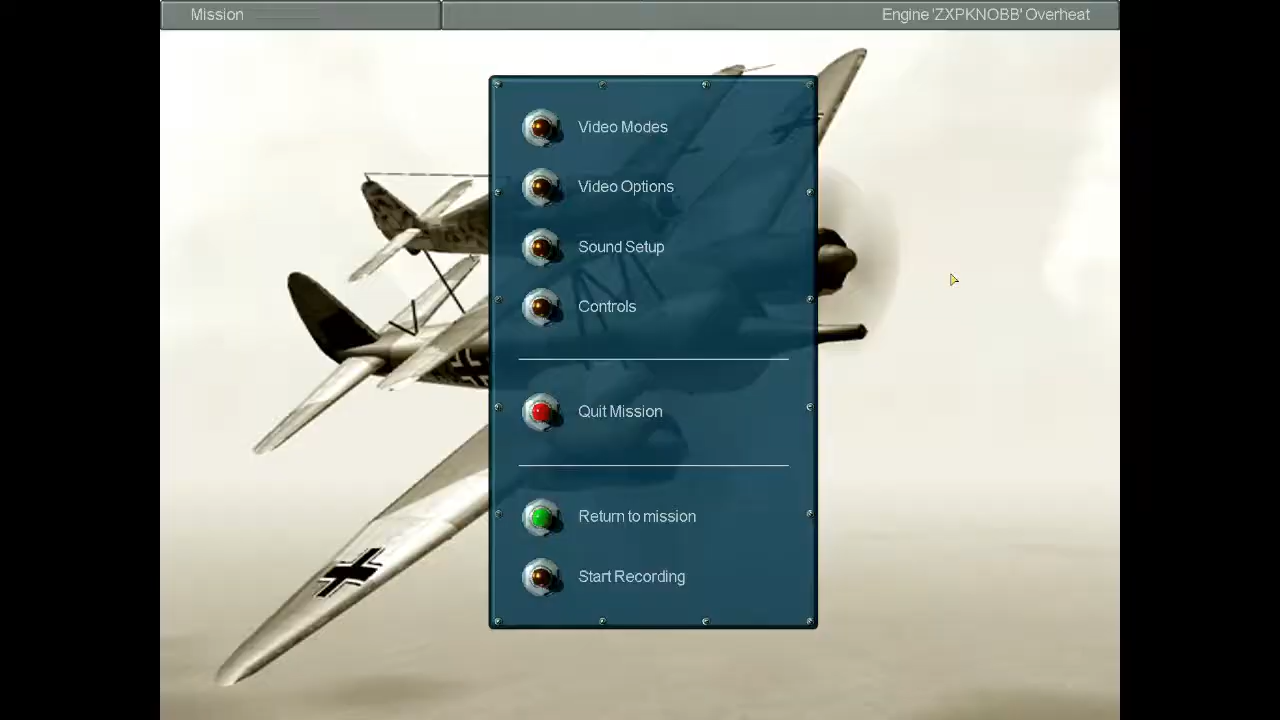 Mission
Engine 'ZXPKNOBB' Overheat
Video Modes
Video Options
Sound Setup
Controls
Quit Mission
Return to mission
Start Recording